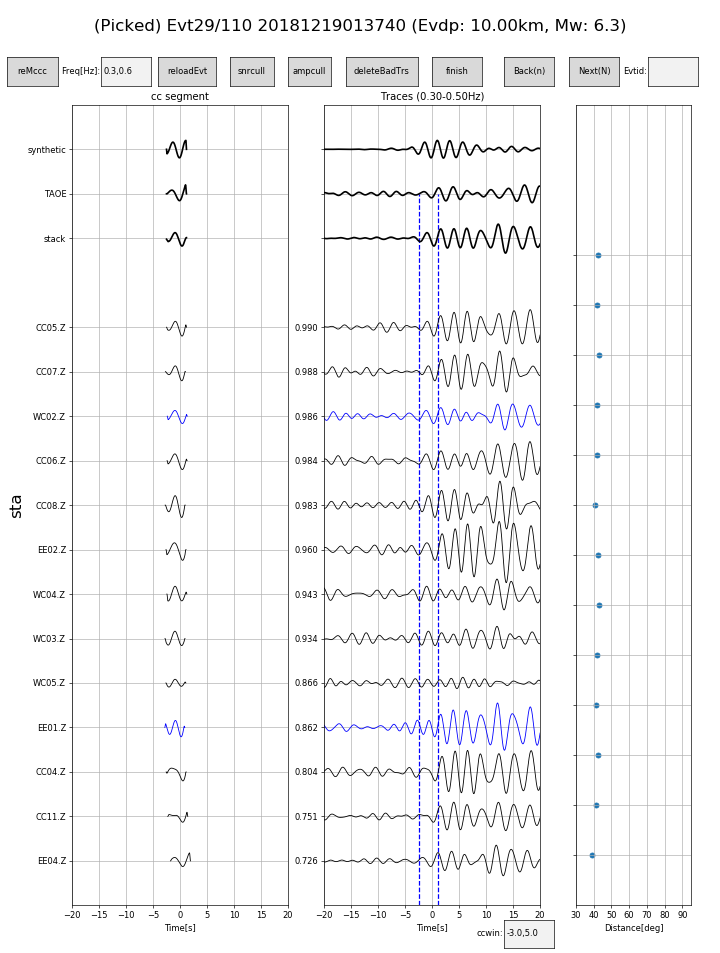 (Picked) Evt29/110 20181219013740 (Evdp: 10.00km, Mw: 6.3)
reMccc Freq[Hz]: 0.3,0.6 reloadEvt snrcull ampcull deleteBadTrs finish Back(n) Next(N) Evtid:
cc segment Traces (0.30-0.50Hz)
synthetic
TAOE
stack
CC05.Z 0.990
CC07.Z 0.988
WC02.Z 0.986
CC06.Z 0.984
CC08.Z 0.983
EE02.Z 0.960
WC04.Z 0.943
WC03.Z 0.934
WC05.Z 0.866
EE01.Z 0.862
CC04.Z 0.804
CC11.Z 0.751
EE04.Z 0.726
sta
−20 −15 −10 −5 0 5 10 15 20 −20 −15 −10 −5 0 5 10 15 20 30 40 50 60 70 80 90
Time[s] Time[s] Distance[deg]
ccwin: -3.0,5.0